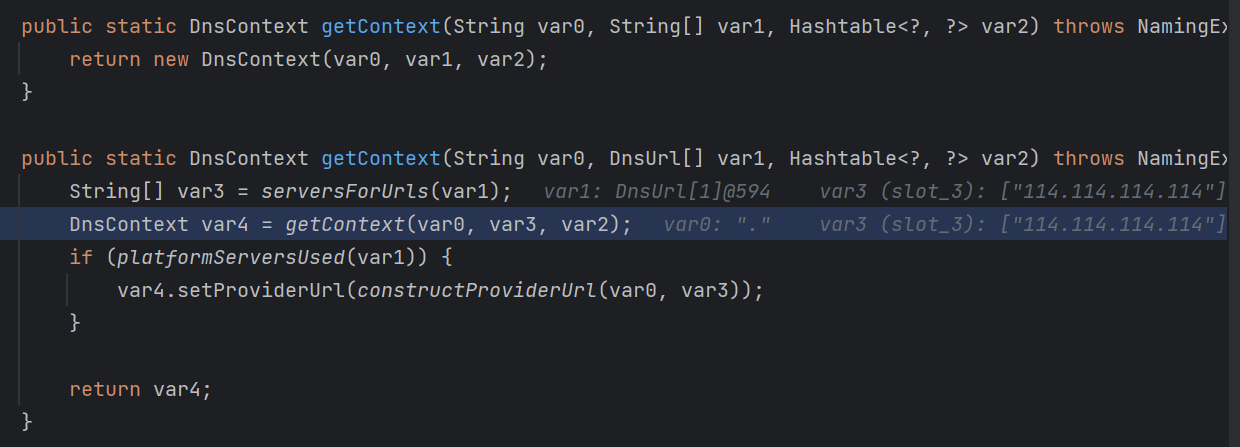 public static DnsContext getContext(String var0, String[] var1, Hashtable<?, ?> var2) throws NamingEx
return new DnsContext(var0, var1, var2);
}
public static DnsContext getContext(String var0, DnsUrl[] var1, Hashtable<?, ?> var2) throws NamingEx
String[] var3 = serversForUrls(var1); var1: DnsUrl[1]@594 var3 (slot_3): ["114.114.114.114"]
DnsContext var4 = getContext(var0, var3, var2); var0: "." var3 (slot_3): ["114.114.114.114"]
if (platformServersUsed(var1)) {
var4.setProviderUrl(constructProviderUrl(var0, var3));
}
return var4;
}